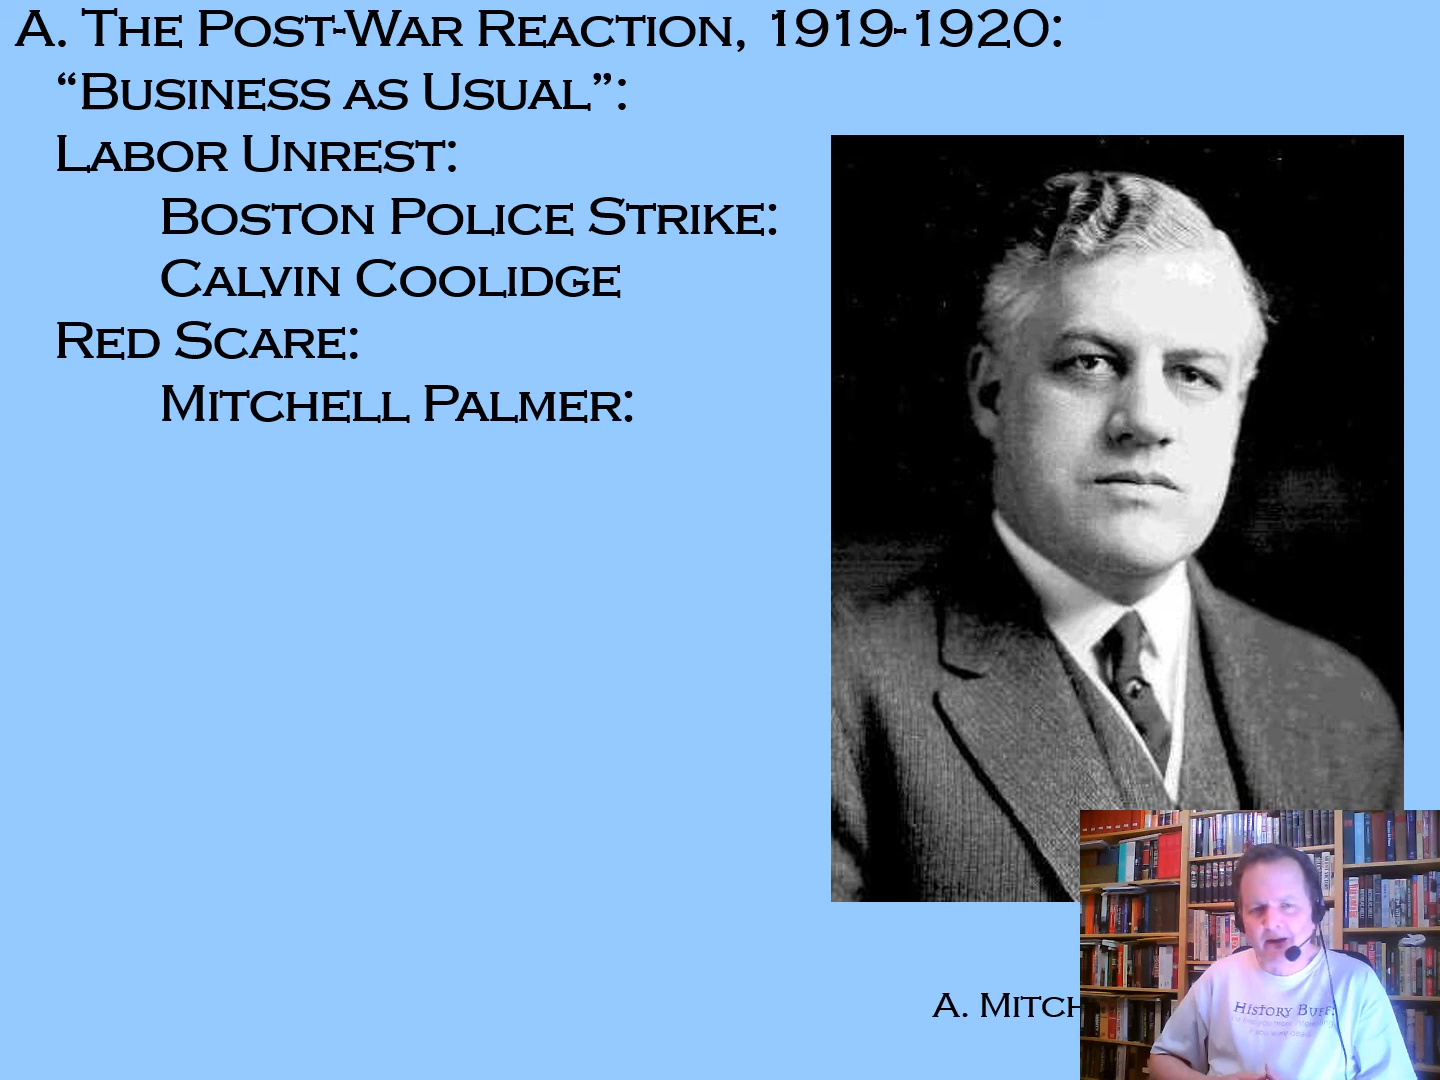 A. The Post-War Reaction, 1919-1920:
“Business as Usual”:
Labor Unrest:
Boston Police Strike:
Calvin Coolidge
Red Scare:
Mitchell Palmer:
A. Mitch
History Buff: